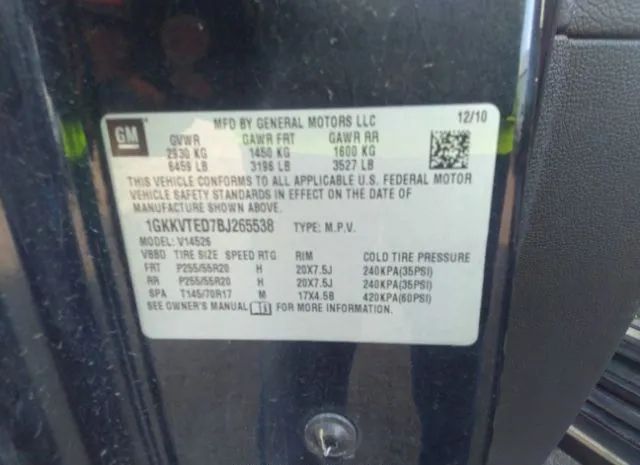 MFD BY GENERAL MOTORS LLC 12/10
GM
GVWR GAWR FRT GAWR RR
2930 KG 1450 KG 1600 KG
6459 LB 3196 LB 3527 LB
THIS VEHICLE CONFORMS TO ALL APPLICABLE U.S. FEDERAL MOTOR
VEHICLE SAFETY STANDARDS IN EFFECT ON THE DATE OF
MANUFACTURE SHOWN ABOVE.
1GKKVTED7BJ265538 TYPE: M.P.V.
MODEL: V14526
VBBD TIRE SIZE SPEED RTG RIM COLD TIRE PRESSURE
FRT P255/55R20 H 20X7.5J 240KPA(35PSI)
RR P255/55R20 H 20X7.5J 240KPA(35PSI)
SPA T145/70R17 M 17X4.5B 420KPA(60PSI)
SEE OWNER'S MANUAL FOR MORE INFORMATION.